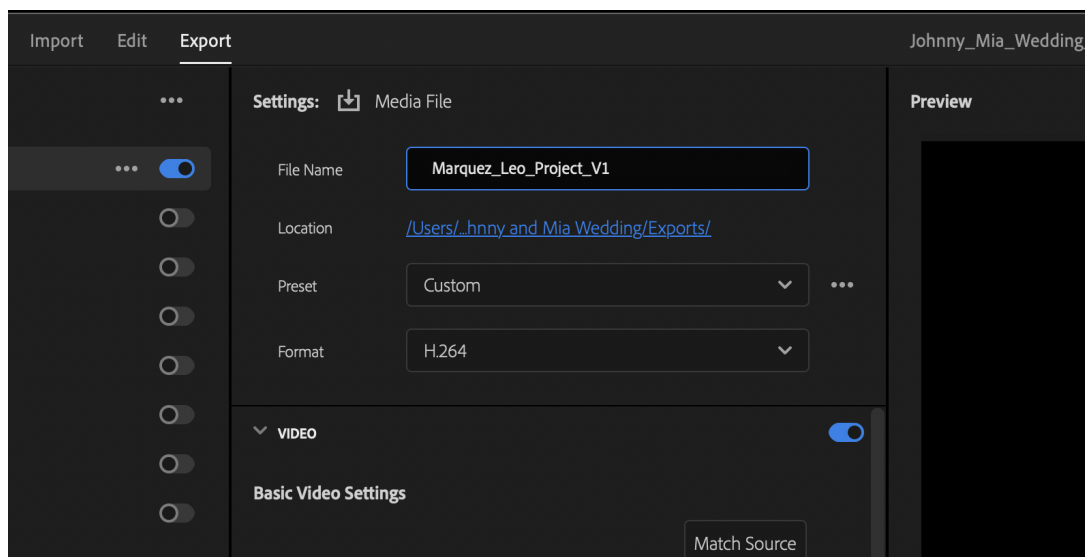 Import Edit Export Johnny_Mia_Wedding_
Settings: Media File
Preview
File Name Marquez_Leo_Project_V1
Location /Users/...hnny and Mia Wedding/Exports/
Preset Custom
Format H.264
VIDEO
Basic Video Settings
Match Source